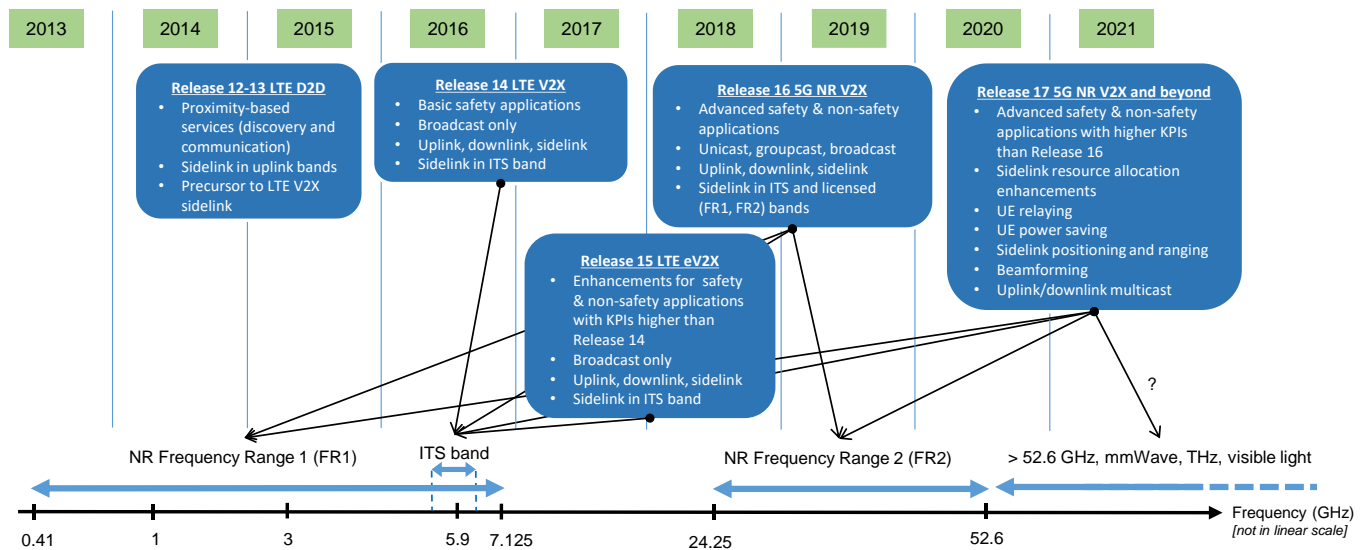 2013
2014
2015
2016
2017
2018
2019
2020
2021
Release 12-13 LTE D2D
• Proximity-based
services (discovery and
communication)
• Sidelink in uplink bands
• Precursor to LTE V2X
sidelink
Release 14 LTE V2X
• Basic safety applications
• Broadcast only
• Uplink, downlink, sidelink
• Sidelink in ITS band
Release 15 LTE eV2X
• Enhancements for safety
& non-safety applications
with KPIs higher than
Release 14
• Broadcast only
• Uplink, downlink, sidelink
• Sidelink in ITS band
Release 16 5G NR V2X
• Advanced safety & non-safety
applications
• Unicast, groupcast, broadcast
• Uplink, downlink, sidelink
• Sidelink in ITS and licensed
(FR1, FR2) bands
Release 17 5G NR V2X and beyond
• Advanced safety & non-safety
applications with higher KPIs
than Release 16
• Sidelink resource allocation
enhancements
• UE relaying
• UE power saving
• Sidelink positioning and ranging
• Beamforming
• Uplink/downlink multicast
?
NR Frequency Range 1 (FR1)
ITS band
NR Frequency Range 2 (FR2)
> 52.6 GHz, mmWave, THz, visible light
0.41
1
3
5.9
7.125
24.25
52.6
Frequency (GHz)
[not in linear scale]